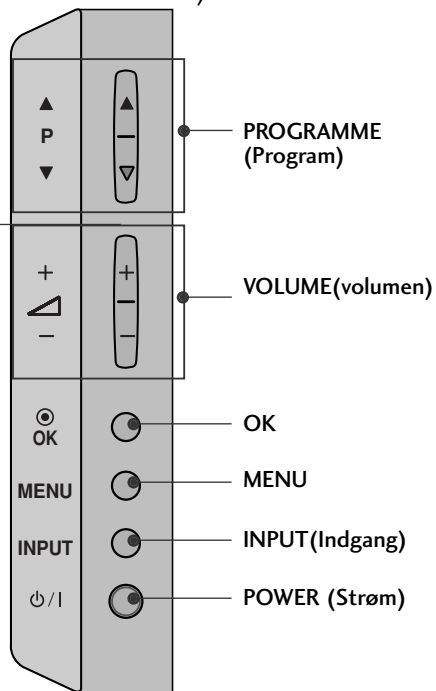 )
P
PROGRAMME
(Program)
+ +
VOLUME(volumen)
- -
OK OK
MENU MENU
INPUT INPUT(Indgang)
⏻/I POWER (Strøm)